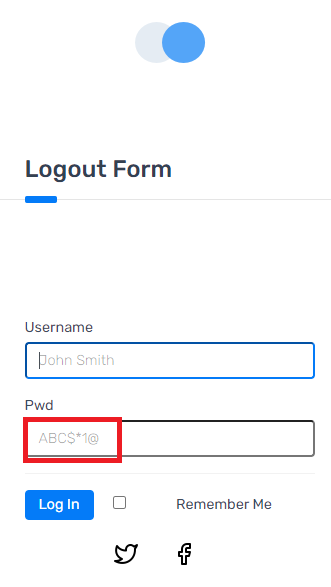 Logout Form
Username
John Smith
Pwd
ABC$*1@
Log In Remember Me